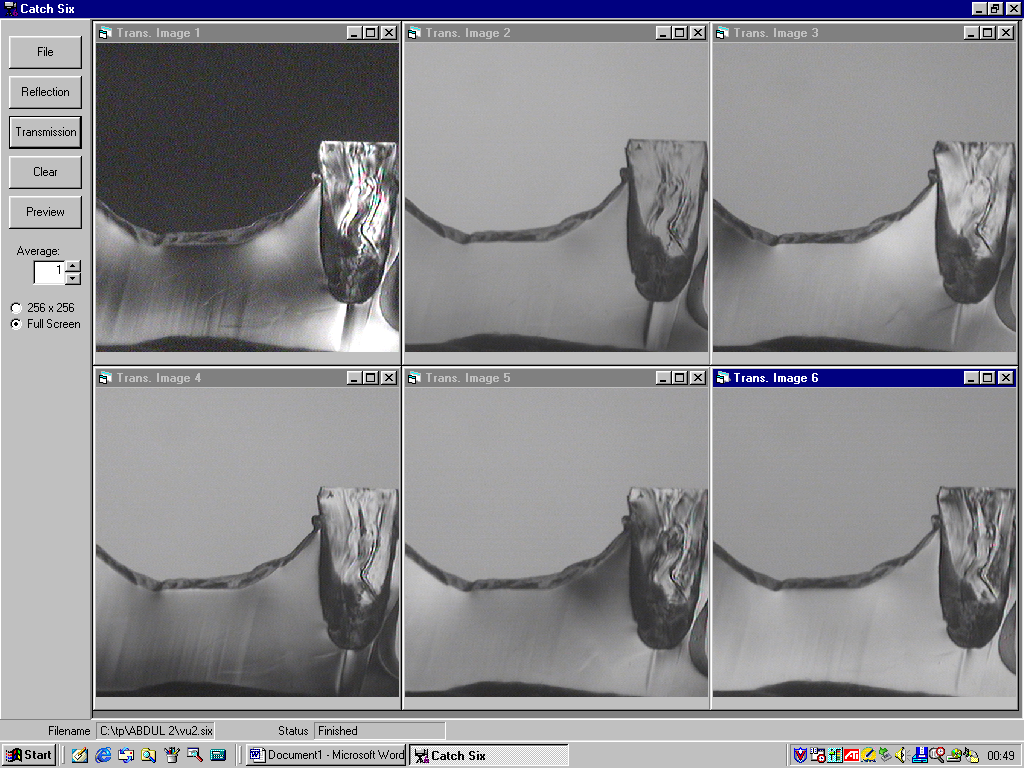 Catch Six
File
Reflection
Transmission
Clear
Preview
Average:
1
256 x 256
Full Screen
Trans. Image 1
Trans. Image 2
Trans. Image 3
Trans. Image 4
Trans. Image 5
Trans. Image 6
Filename C:\tp\ABDUL 2\vu2.six Status Finished
Start Document1 - Microsoft Word Catch Six ATI 00:49